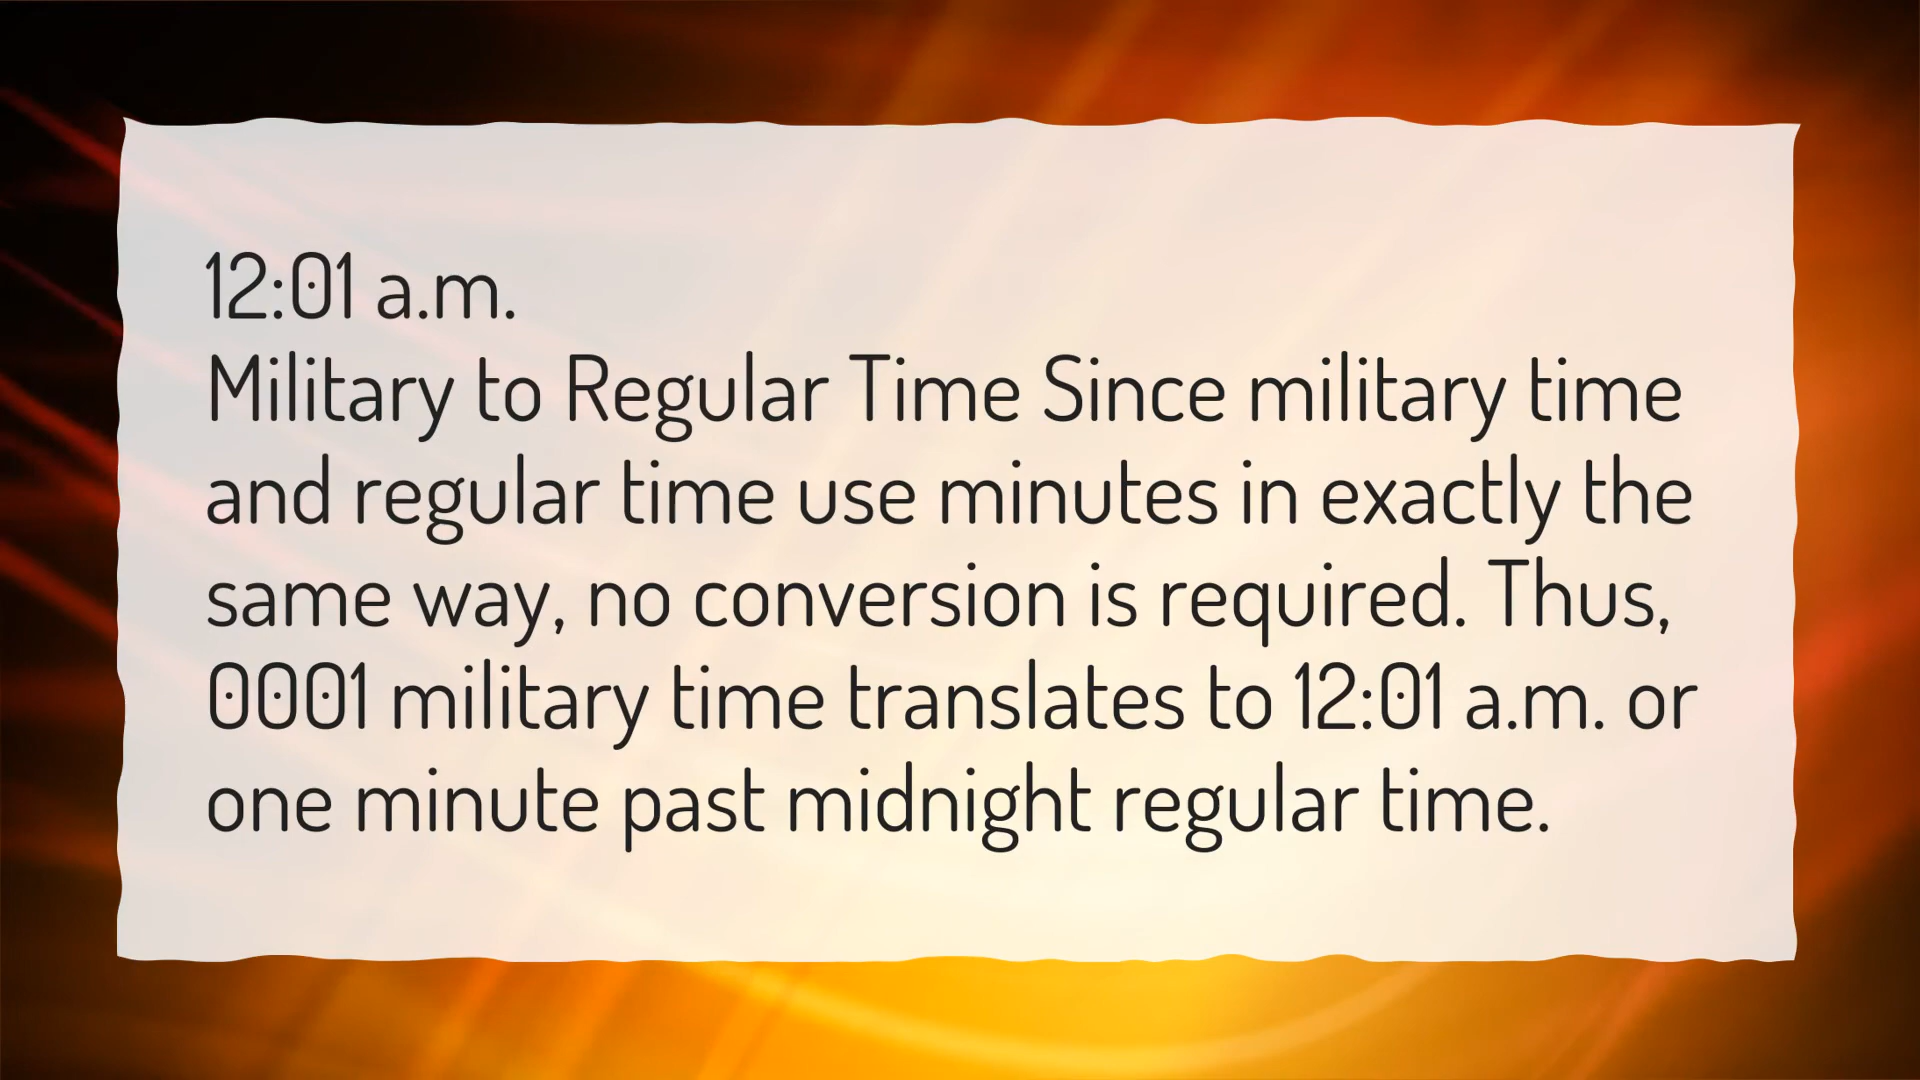 12:01 a.m.
Military to Regular Time Since military time
and regular time use minutes in exactly the
same way, no conversion is required. Thus,
0001 military time translates to 12:01 a.m. or
one minute past midnight regular time.